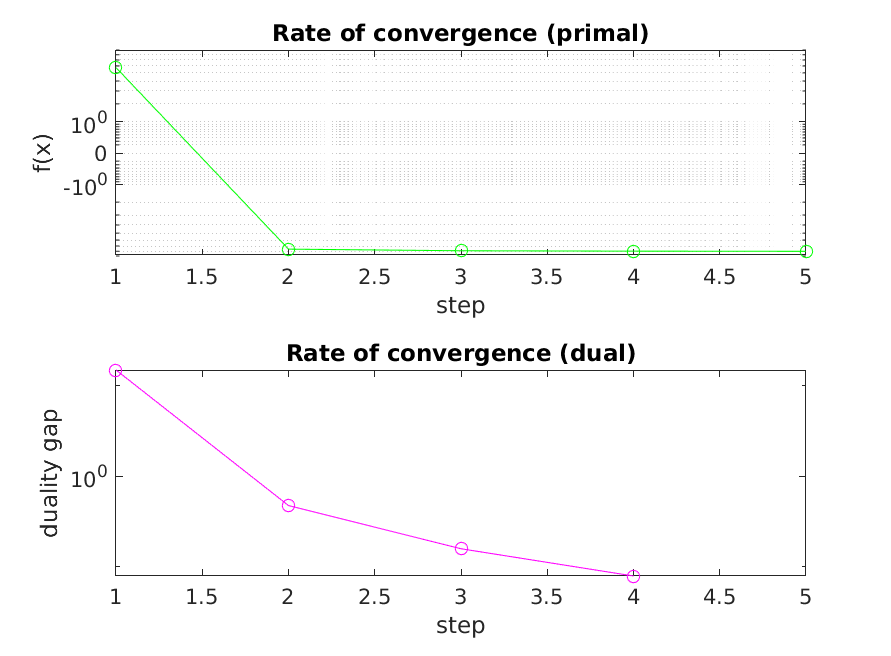 Rate of convergence (primal)
f(x)
10^0
0
-10^0
1 1.5 2 2.5 3 3.5 4 4.5 5
step
Rate of convergence (dual)
duality gap
10^0
1 1.5 2 2.5 3 3.5 4 4.5 5
step